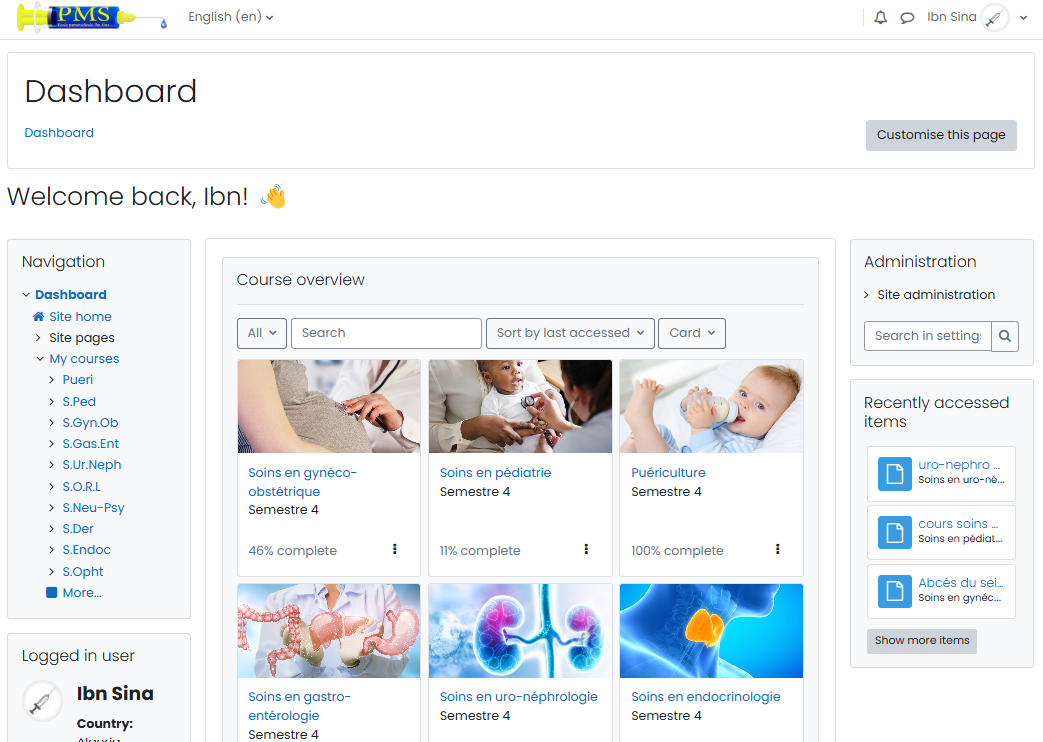 PMS
English (en)
Ibn Sina
Dashboard
Dashboard
Customise this page
Welcome back, Ibn! 👋
Navigation
Dashboard
Site home
Site pages
My courses
Pueri
S.Ped
S.Gyn.Ob
S.Gas.Ent
S.Ur.Neph
S.O.R.L
S.Neu-Psy
S.Der
S.Endoc
S.Opht
More...
Logged in user
Ibn Sina
Country:
Course overview
All
Search
Sort by last accessed
Card
Soins en gynéco-
obstétrique
Semestre 4
46% complete
Soins en pédiatrie
Semestre 4
11% complete
Puériculture
Semestre 4
100% complete
Soins en gastro-
entérologie
Semestre 4
Soins en uro-néphrologie
Semestre 4
Soins en endocrinologie
Semestre 4
Administration
Site administration
Search in settings
Recently accessed
items
uro-nephro ...
Soins en uro-né...
cours soins ...
Soins en pédiat...
Abcés du sei...
Soins en gynéc...
Show more items